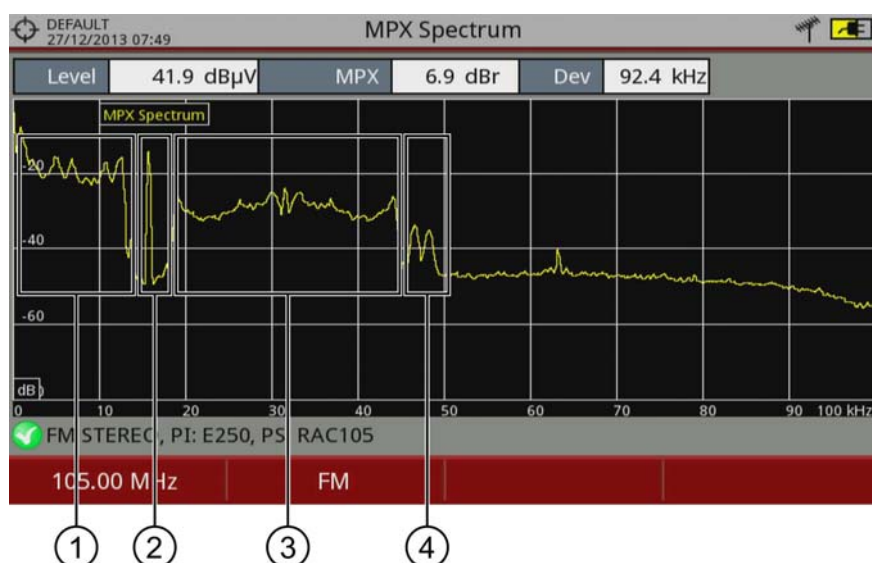 DEFAULT
27/12/2013 07:49
MPX Spectrum
Level 41.9 dBµV MPX 6.9 dBr Dev 92.4 kHz
MPX Spectrum
-20
-40
-60
dB
0 10 20 30 40 50 60 70 80 90 100 kHz
FM STEREO, PI: E250, PS: RAC105
105.00 MHz FM
1 2 3 4